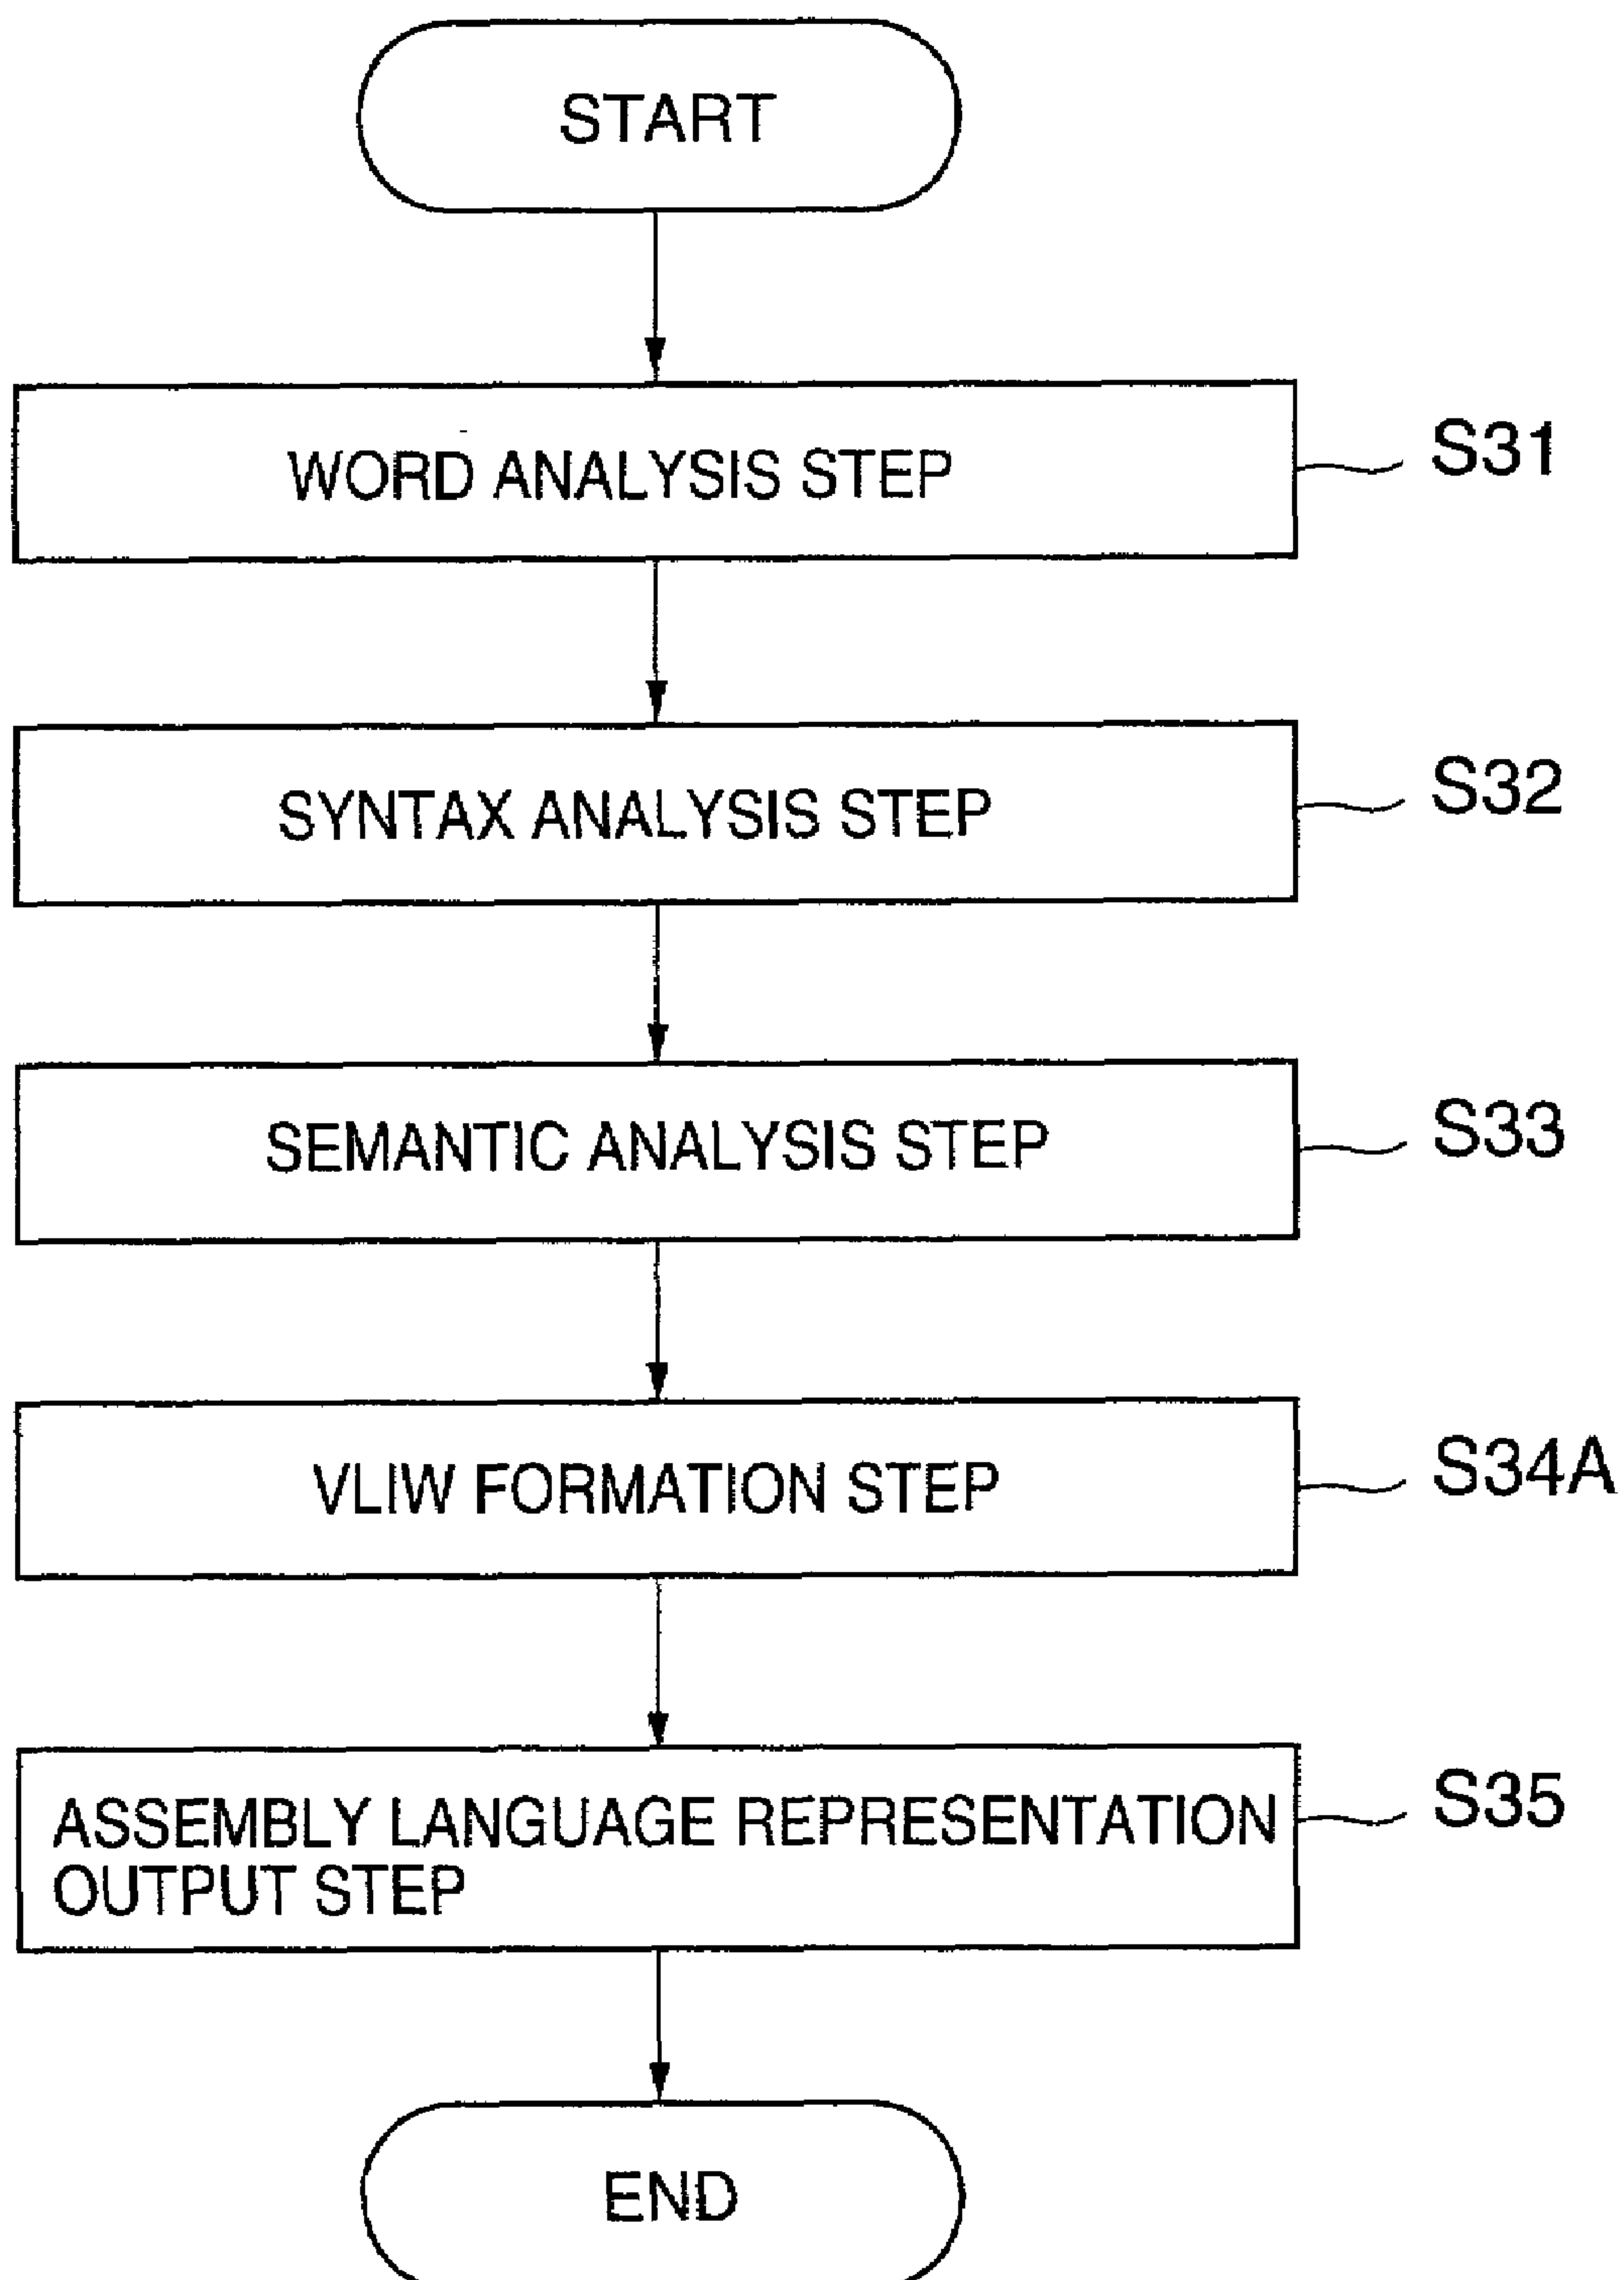 START
WORD ANALYSIS STEP
S31
SYNTAX ANALYSIS STEP
S32
SEMANTIC ANALYSIS STEP
S33
VLIW FORMATION STEP
S34A
ASSEMBLY LANGUAGE REPRESENTATION
OUTPUT STEP
S35
END